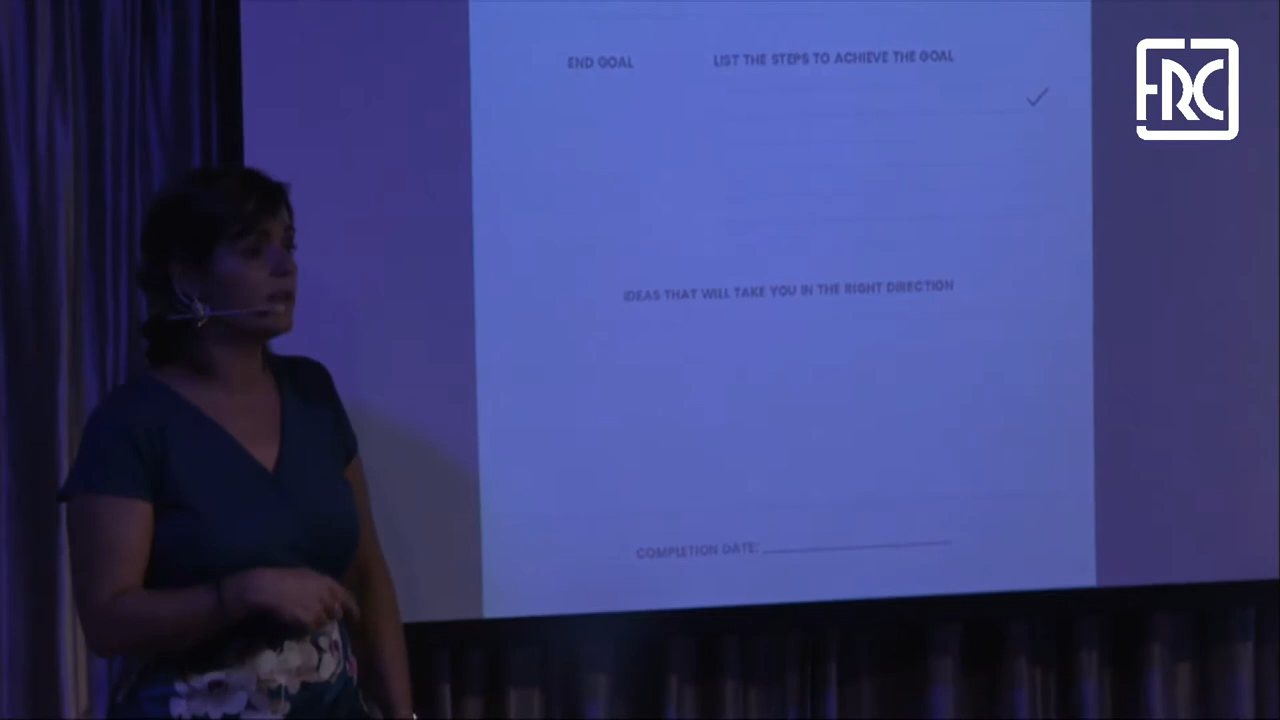 END GOAL LIST THE STEPS TO ACHIEVE THE GOAL
IDEAS THAT WILL TAKE YOU IN THE RIGHT DIRECTION
COMPLETION DATE:
FRC